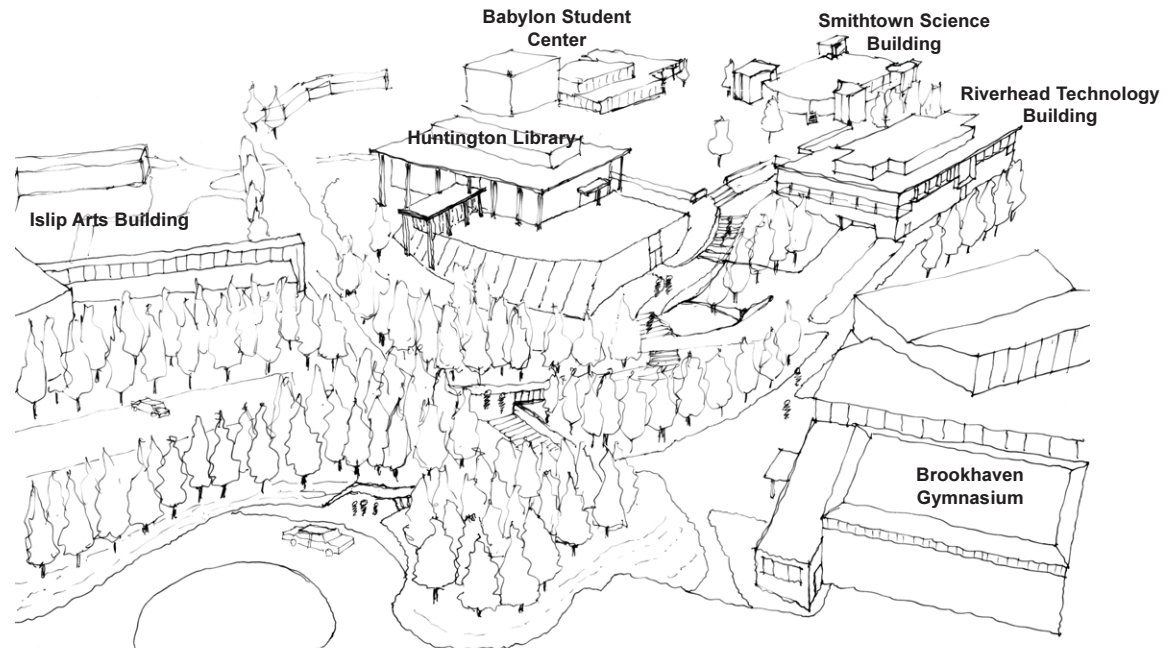 Babylon Student
Center
Smithtown Science
Building
Riverhead Technology
Building
Huntington Library
Islip Arts Building
Brookhaven
Gymnasium